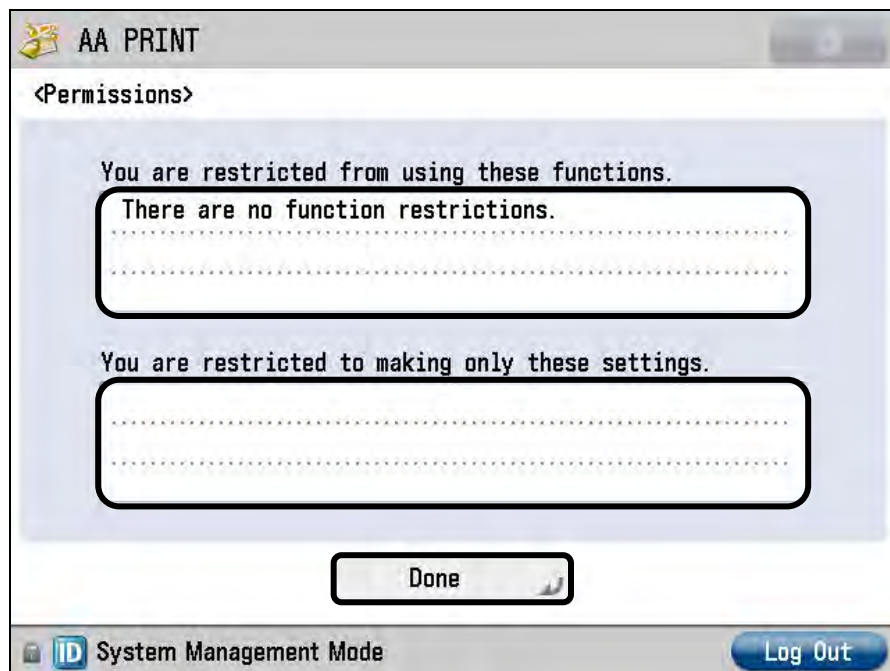 AA PRINT
<Permissions>
You are restricted from using these functions.
There are no function restrictions.
You are restricted to making only these settings.
Done
ID System Management Mode
Log Out